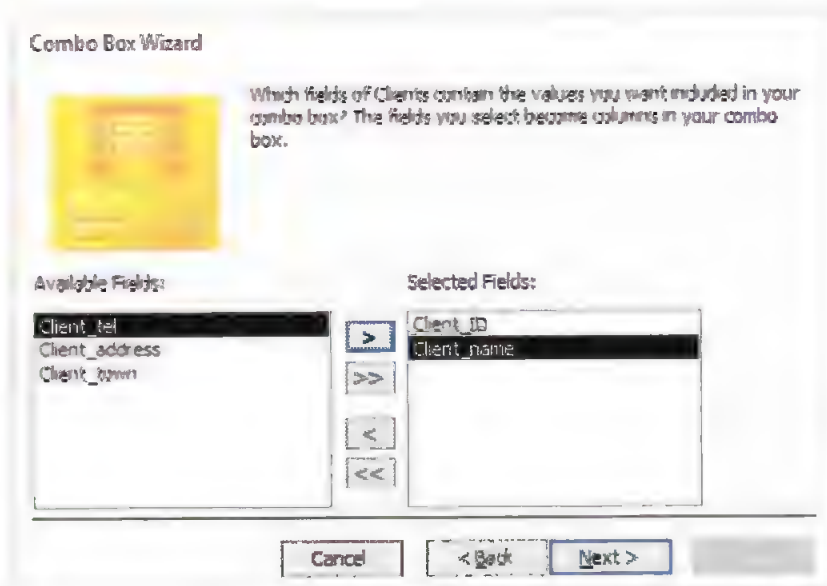 Combo Box Wizard
Which fields of Clients contain the values you want included in your
combo box? The fields you select become columns in your combo
box.
Available Fields:
Selected Fields:
Client_tel
Client_address
Client_town
>
>>
<
<<
Client_ID
Client_name
Cancel
< Back
Next >